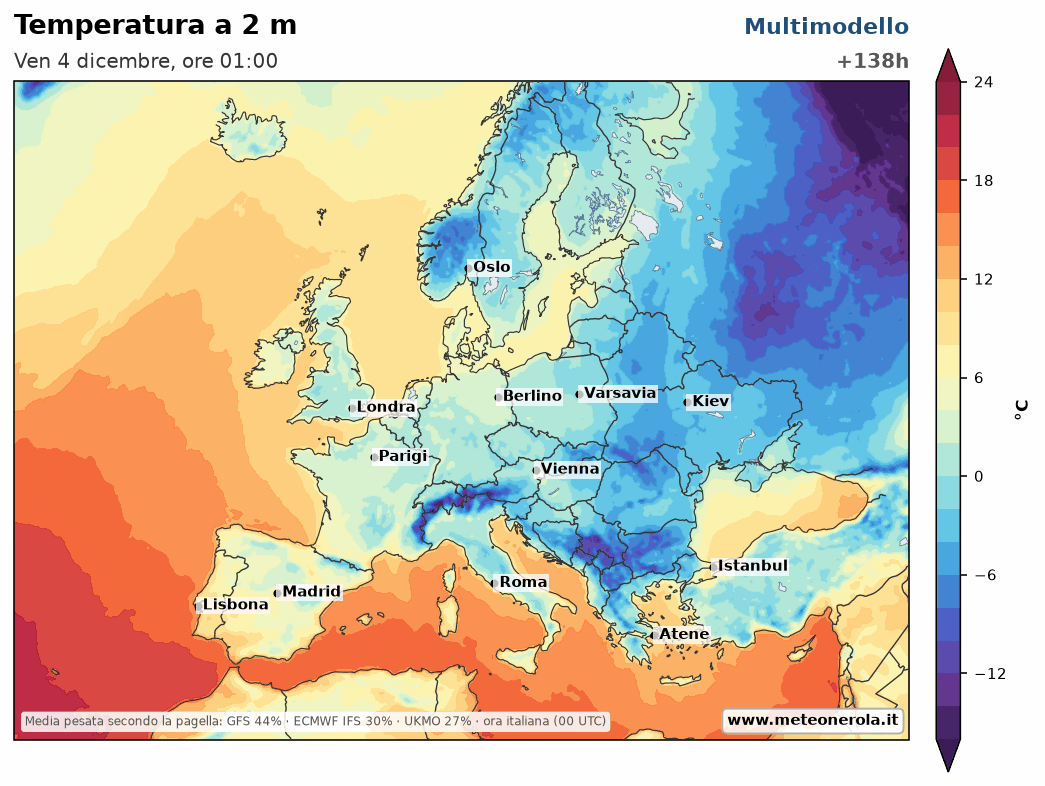 Temperatura a 2 m
Multimodello
Ven 4 dicembre, ore 01:00
+138h
24
18
12
6
0
−6
−12
°C
Oslo
Berlino
Varsavia
Kiev
Londra
Parigi
Vienna
Istanbul
Roma
Madrid
Lisbona
Atene
Media pesata secondo la pagella: GFS 44% · ECMWF IFS 30% · UKMO 27% · ora italiana (00 UTC)
www.meteonerola.it